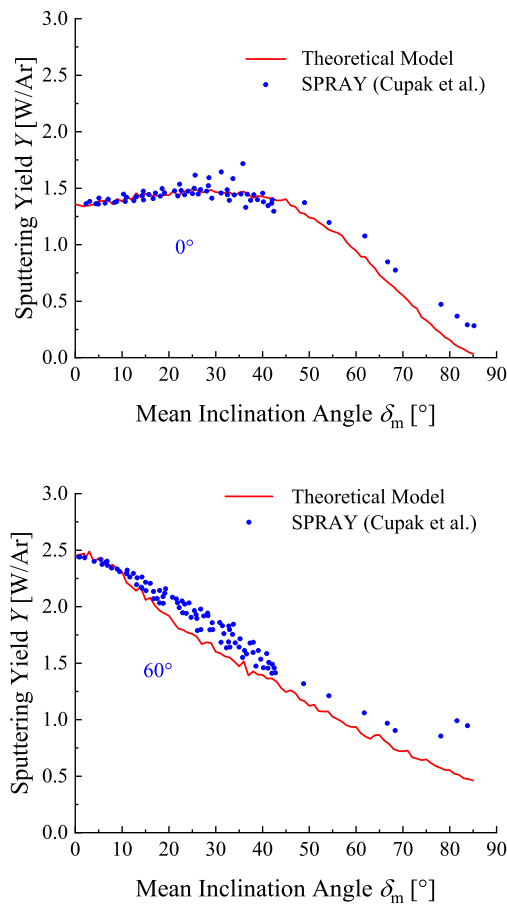 3.0
2.5
2.0
1.5
1.0
0.5
0.0
Sputtering Yield Y [W/Ar]
Theoretical Model
SPRAY (Cupak et al.)
0°
0 10 20 30 40 50 60 70 80 90
Mean Inclination Angle δm [°]
3.0
2.5
2.0
1.5
1.0
0.5
0.0
Sputtering Yield Y [W/Ar]
Theoretical Model
SPRAY (Cupak et al.)
60°
0 10 20 30 40 50 60 70 80 90
Mean Inclination Angle δm [°]